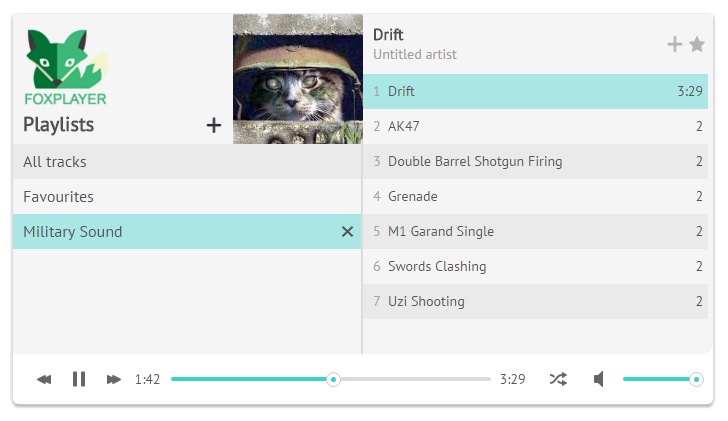 FOXPLAYER
Playlists +
All tracks
Favourites
Military Sound
Drift
Untitled artist
1 Drift 3:29
2 AK47 2
3 Double Barrel Shotgun Firing 2
4 Grenade 2
5 M1 Garand Single 2
6 Swords Clashing 2
7 Uzi Shooting 2
1:42 3:29